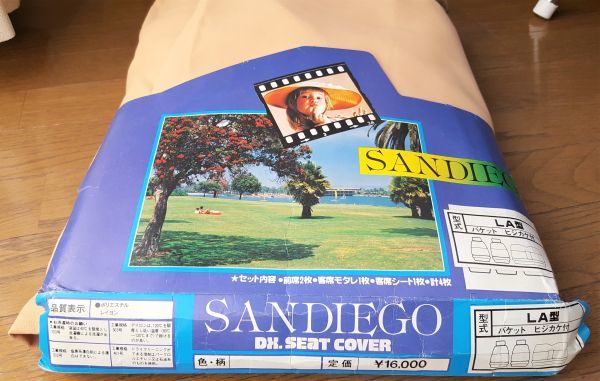 SANDIEGO
型式
LA型
バケット ヒジカケ付
★セット内容●前席2枚●客席モタレ1枚●客席シート1枚●計4枚
品質表示
●ポリエステル
レイヨン
SANDIEGO
DX. SEAT COVER
色・柄
定価 ¥16,000
型式
LA型
バケット ヒジカケ付